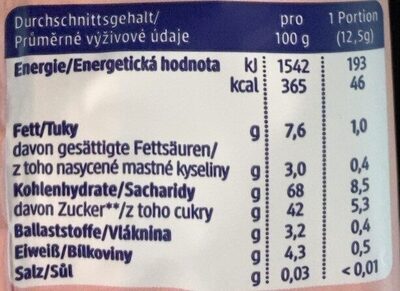 Durchschnittsgehalt/ pro 1 Portion
Průměrné výživové údaje 100 g (12,5g)
Energie/Energetická hodnota kJ 1542 193
kcal 365 46
Fett/Tuky g 7,6 1,0
davon gesättigte Fettsäuren/
z toho nasycené mastné kyseliny g 3,0 0,4
Kohlenhydrate/Sacharidy g 68 8,5
davon Zucker**/z toho cukry g 42 5,3
Ballaststoffe/Vláknina g 3,2 0,4
Eiweiß/Bílkoviny g 4,3 0,5
Salz/Sůl g 0,03 < 0,01